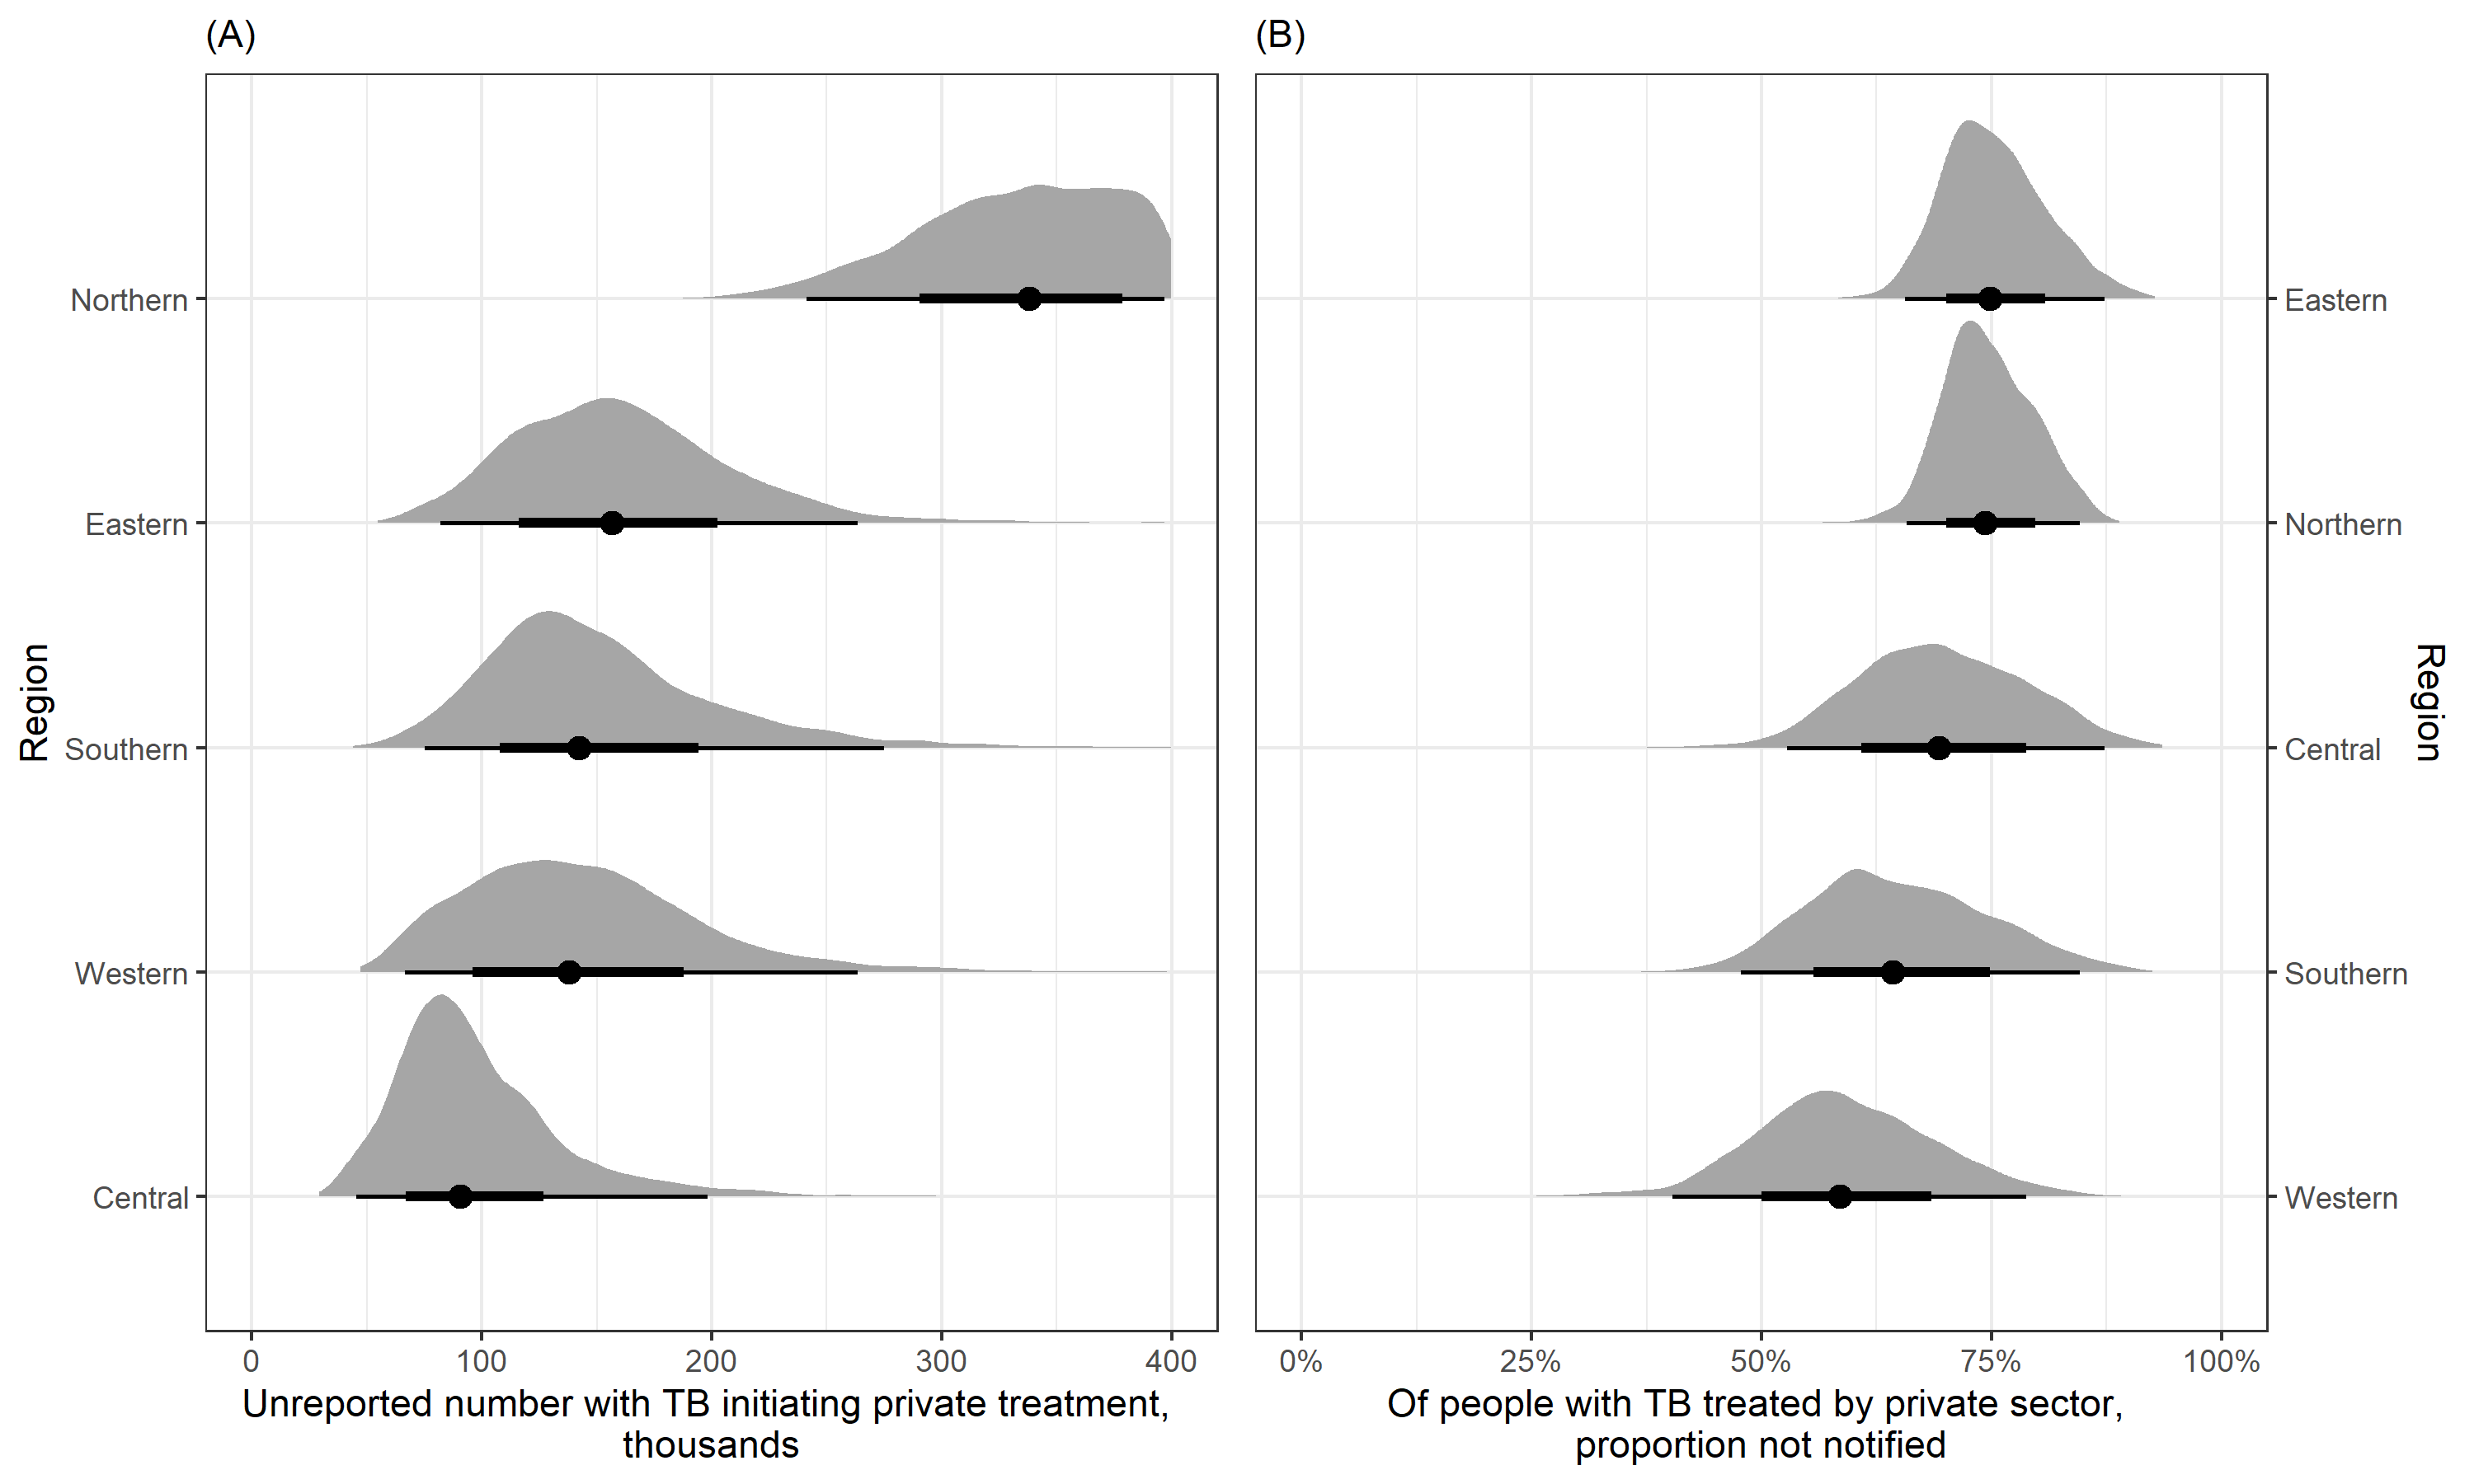 (A)
Region
Northern
Eastern
Southern
Western
Central
0 100 200 300 400
Unreported number with TB initiating private treatment,
thousands
(B)
Eastern
Northern
Central
Southern
Western
Region
0% 25% 50% 75% 100%
Of people with TB treated by private sector,
proportion not notified